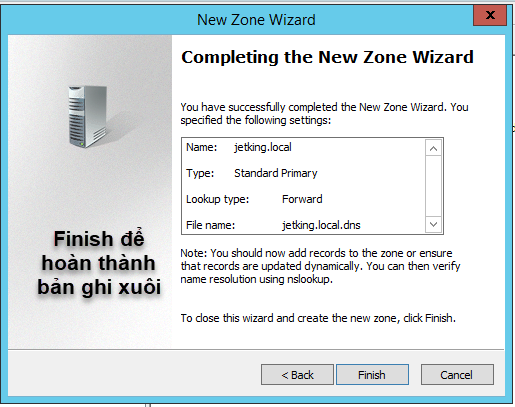 New Zone Wizard
x
Completing the New Zone Wizard
You have successfully completed the New Zone Wizard. You
specified the following settings:
Name: jetking.local
Type: Standard Primary
Lookup type: Forward
File name: jetking.local.dns
Finish để
hoàn thành
bản ghi xuôi
Note: You should now add records to the zone or ensure
that records are updated dynamically. You can then verify
name resolution using nslookup.
To close this wizard and create the new zone, click Finish.
< Back Finish Cancel